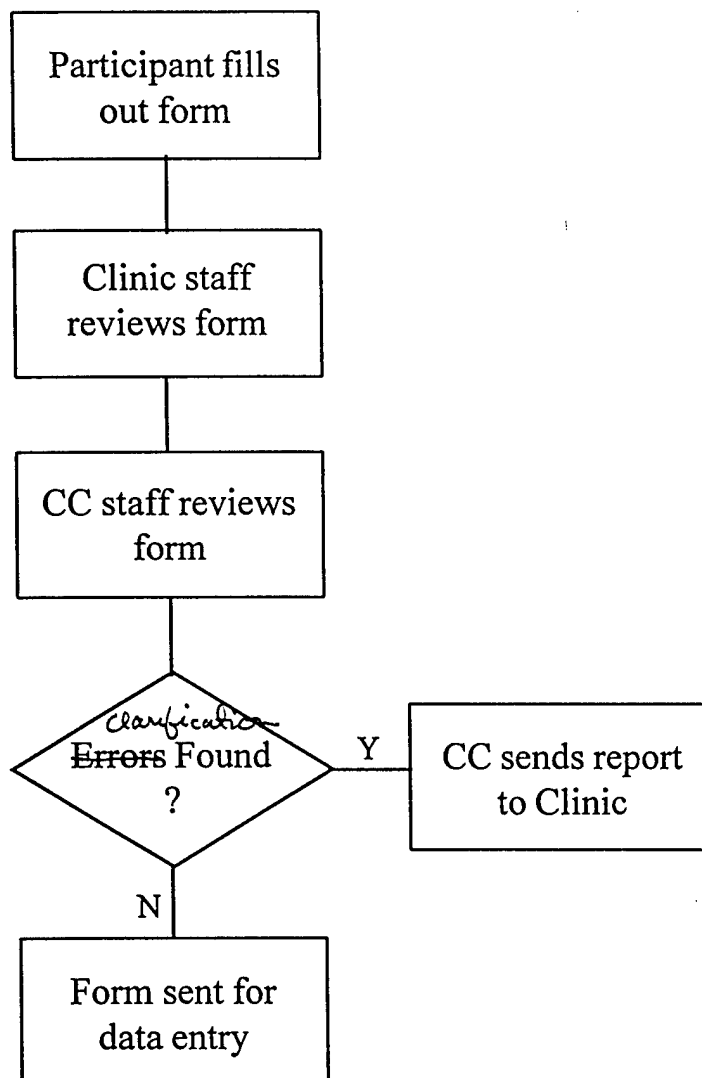 Participant fills
out form
Clinic staff
reviews form
CC staff reviews
form
clarification
Errors Found
?
Y
CC sends report
to Clinic
N
Form sent for
data entry